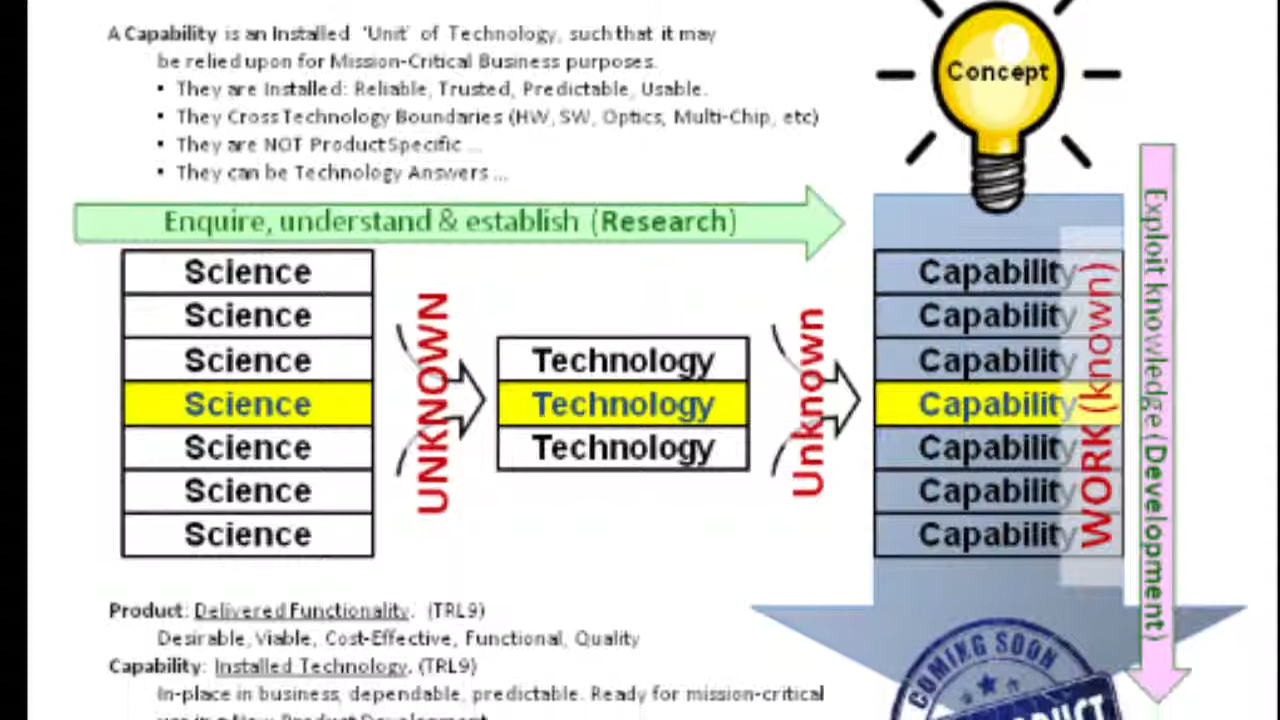 A Capability is an Installed 'Unit' of Technology, such that it may
be relied upon for Mission-Critical Business purposes.
• They are Installed: Reliable, Trusted, Predictable, Usable.
• They Cross Technology Boundaries (HW, SW, Optics, Multi-Chip, etc)
• They are NOT Product Specific ...
• They can be Technology Answers ...
Concept
Enquire, understand & establish (Research)
Science
Science
Science
Science
Science
Science
Science
UNKNOWN
Technology
Technology
Technology
Unknown
Capability
Capability
Capability
Capability
Capability
Capability
Capability
WORK (known)
Exploit knowledge (Development)
Product: Delivered Functionality. (TRL9)
Desirable, Viable, Cost-Effective, Functional, Quality
Capability: Installed Technology. (TRL9)
In-place in business, dependable, predictable. Ready for mission-critical
COMING SOON